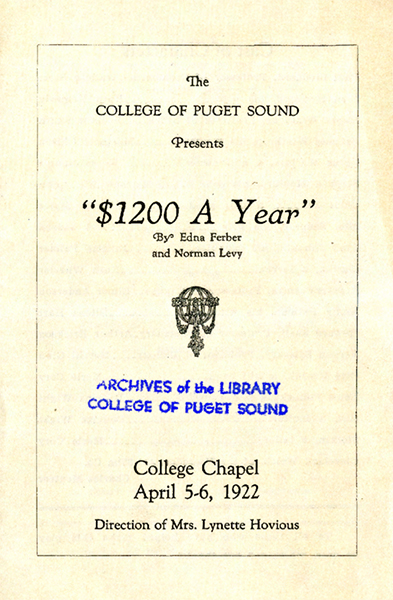 The
COLLEGE OF PUGET SOUND
Presents
"$1200 A Year"
By Edna Ferber
and Norman Levy
ARCHIVES of the LIBRARY
COLLEGE OF PUGET SOUND
College Chapel
April 5-6, 1922
Direction of Mrs. Lynette Hovious